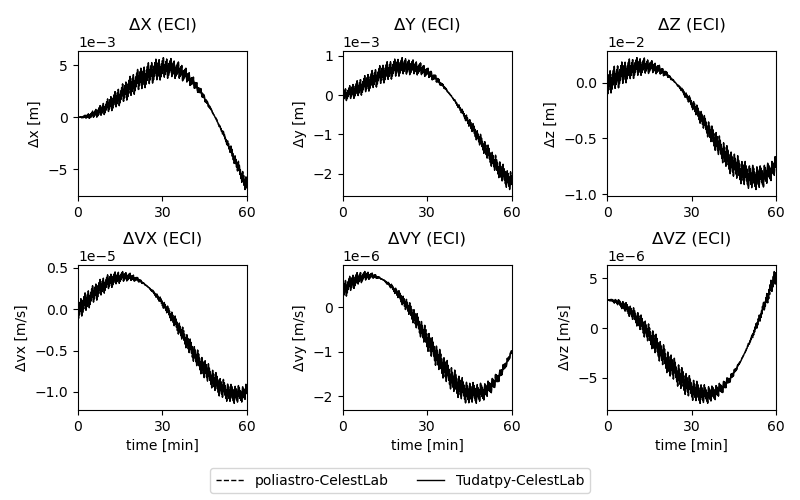 ΔX (ECI) ΔY (ECI) ΔZ (ECI)
1e−3 1e−3 1e−2
5
0
−5
Δx [m]
0 30 60
1
0
−1
−2
Δy [m]
0 30 60
0.0
−0.5
−1.0
Δz [m]
0 30 60
ΔVX (ECI) ΔVY (ECI) ΔVZ (ECI)
1e−5 1e−6 1e−6
0.5
0.0
−0.5
−1.0
Δvx [m/s]
0 30 60
time [min]
0
−1
−2
Δvy [m/s]
0 30 60
time [min]
5
0
−5
Δvz [m/s]
0 30 60
time [min]
poliastro-CelestLab Tudatpy-CelestLab